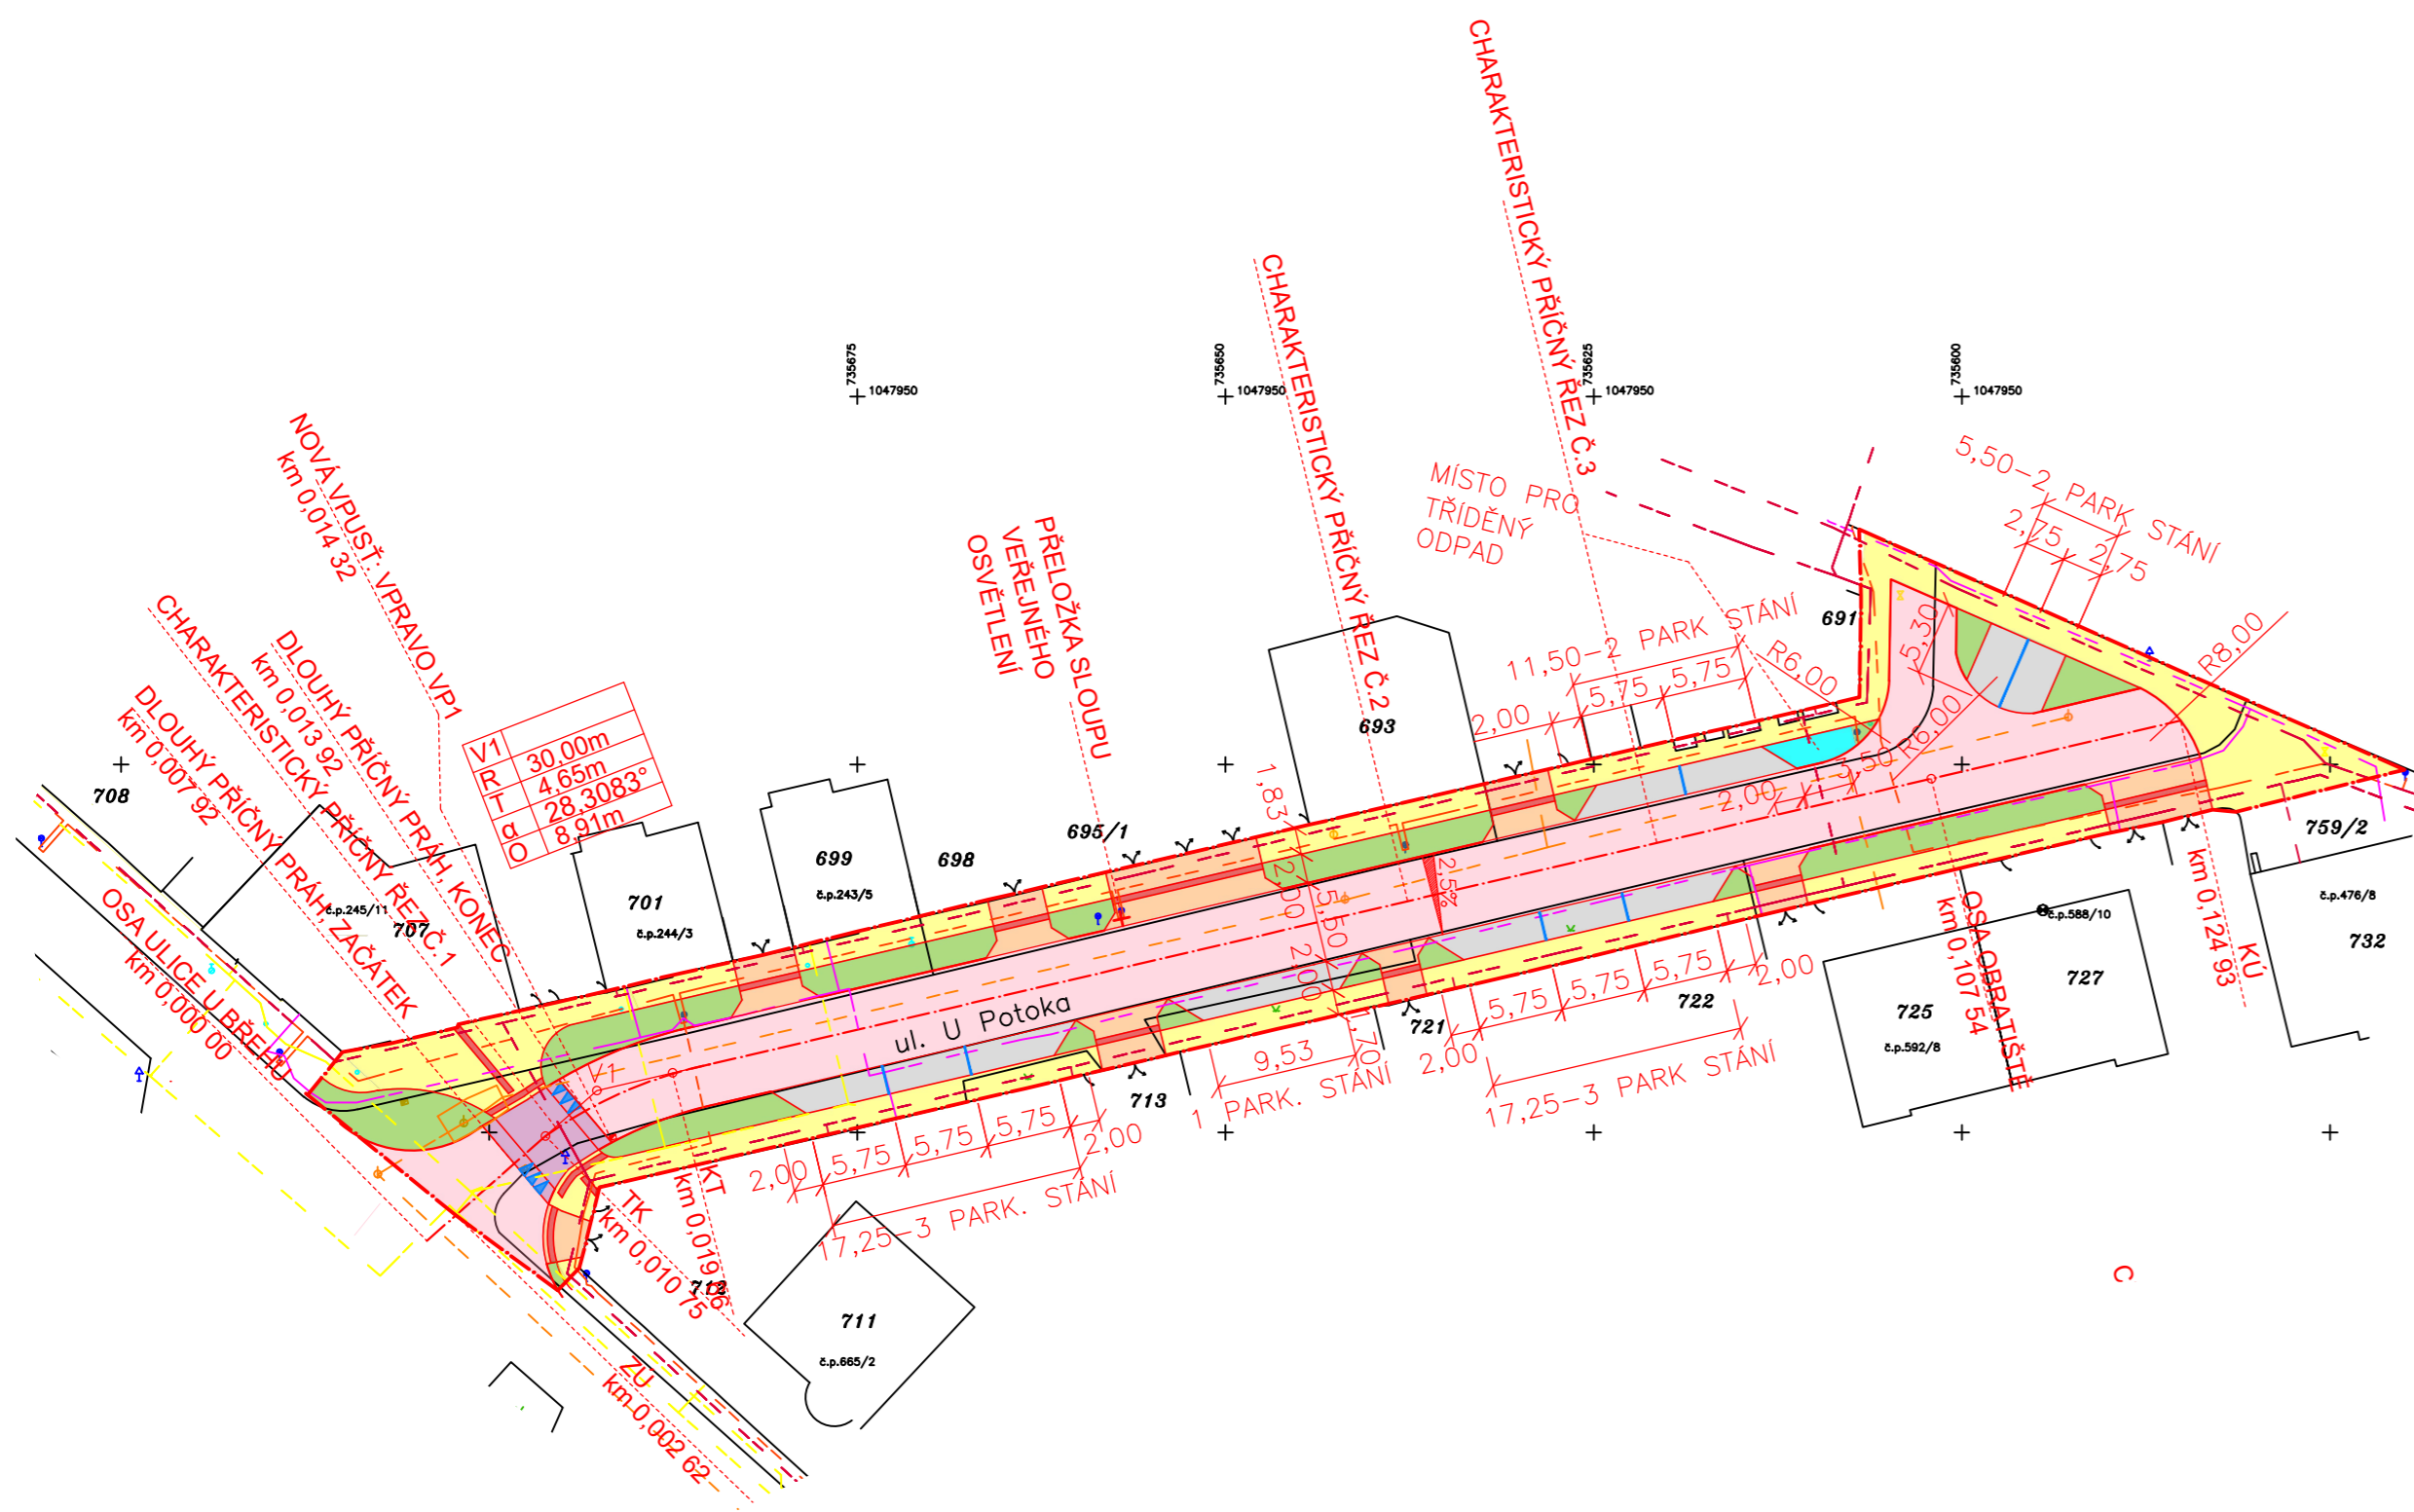 CHARAKTERISTICKÝ PŘÍČNÝ ŘEZ Č.3
CHARAKTERISTICKÝ PŘÍČNÝ ŘEZ Č.2
735675
1047950
735650
1047950
735625
1047950
735600
1047950
NOVÁ VPUSŤ: VPRAVO VP1
km 0,014 32
MÍSTO PRO
TŘÍDĚNÝ
ODPAD
5,50-2 PARK STÁNÍ
2,75
2,75
PŘELOŽKA SLOUPU
VEŘEJNÉHO
OSVĚTLENÍ
CHARAKTERISTICKÝ PŘÍČNÝ ŘEZ Č.1
DLOUHÝ PŘÍČNÝ PRÁH, KONEC
km 0,013 92
DLOUHÝ PŘÍČNÝ PRÁH, ZAČÁTEK
km 0,007 92
V1
R 30,00m
T 4,65m
α 28,3083°
O 8,91m
11,50-2 PARK STÁNÍ
5,75
5,75
2,00
R6,00
691
5,30
R8,00
R6,00
693
708
695/1
1,83
3,50
2,00
699
698
č.p.243/5
701
č.p.244/3
č.p.245/11
707
759/2
č.p.476/8
732
2,5%
2,00
5,50
2,00
1,70
OSA ULICE U BŘEHU
km 0,000 00
ul. U Potoka
V1
721
722
725
č.p.592/8
727
č.p.588/10
OSA OBRATIŠTĚ
km 0,107 54
KÚ
km 0,124 93
2,00
5,75
5,75
5,75
2,00
17,25-3 PARK STÁNÍ
9,53
1 PARK. STÁNÍ
713
2,00
5,75
5,75
5,75
2,00
17,25-3 PARK. STÁNÍ
KT
km 0,019 66
TK
km 0,010 75
712
711
č.p.665/2
ZÚ
km 0,002 62
C